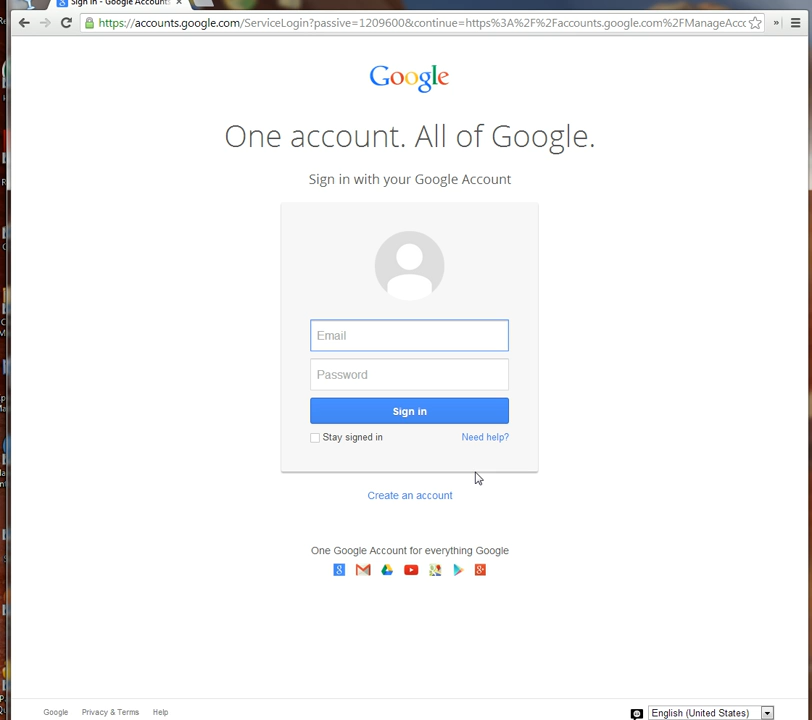 Sign in - Google Accounts
https://accounts.google.com/ServiceLogin?passive=1209600&continue=https%3A%2F%2Faccounts.google.com%2FManageAcc
Google
One account. All of Google.
Sign in with your Google Account
Email
Password
Sign in
Stay signed in Need help?
Create an account
One Google Account for everything Google
Google Privacy & Terms Help English (United States)